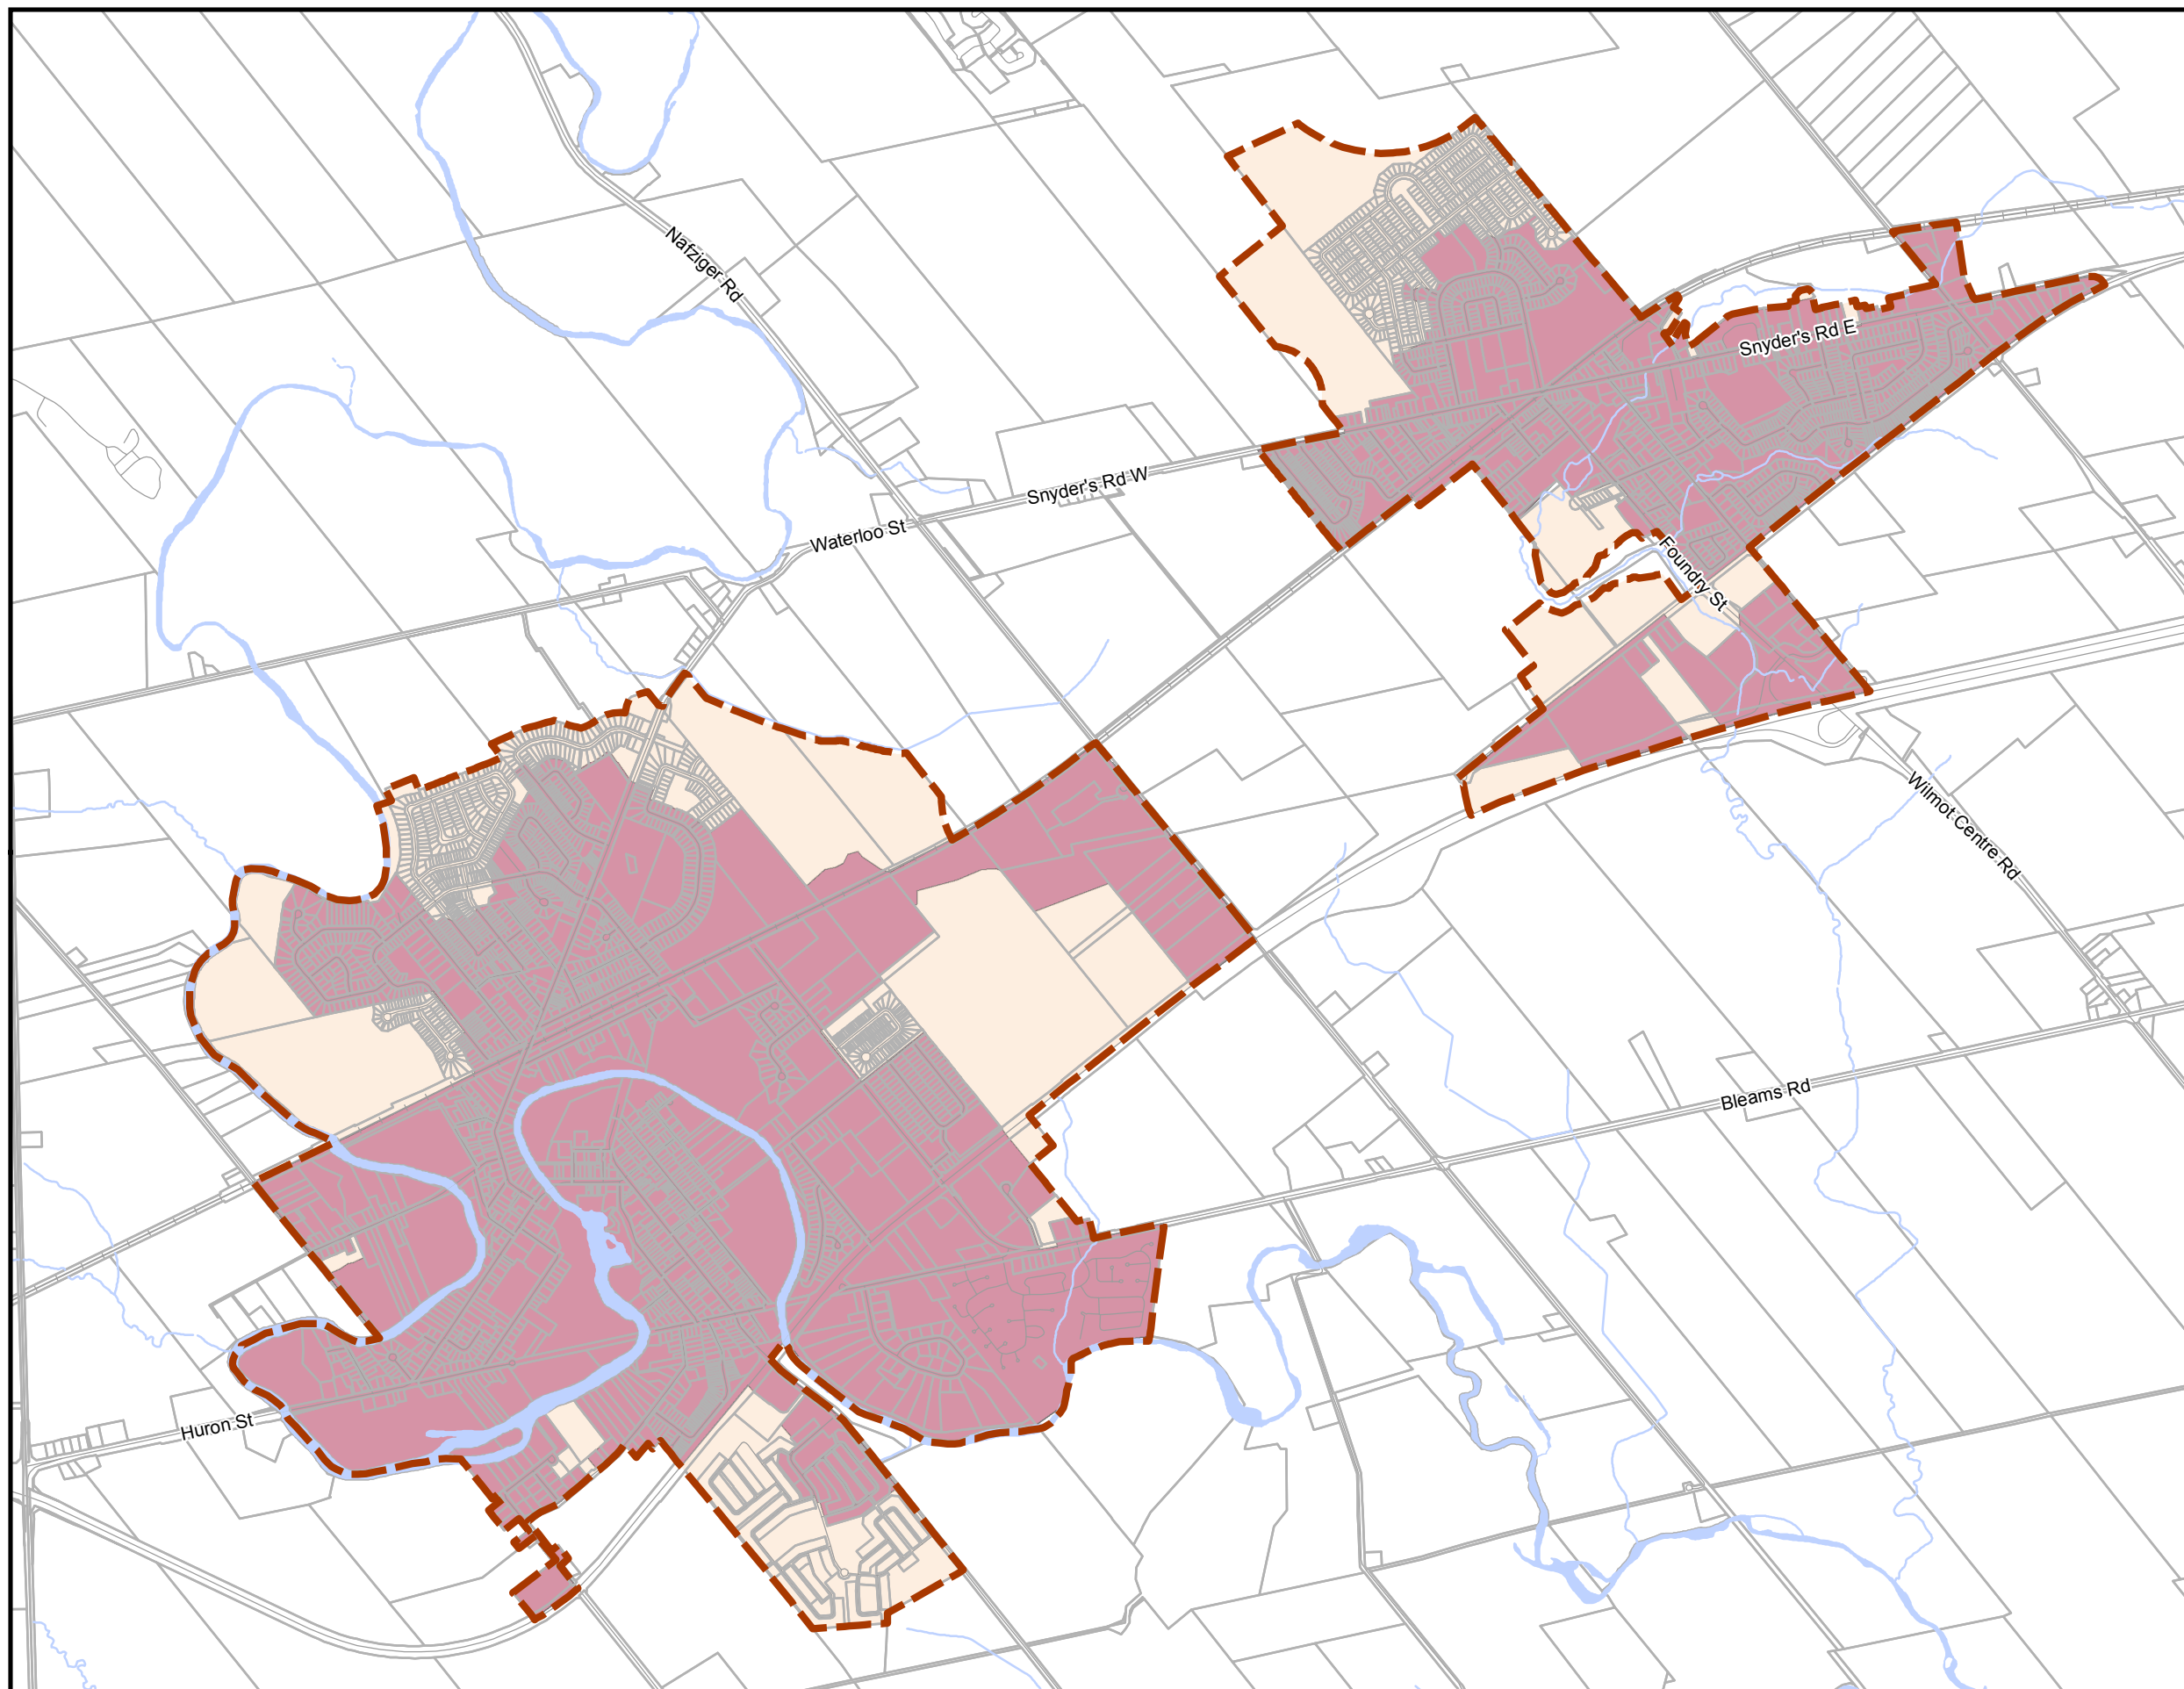 Nafziger Rd
Snyder's Rd E
Snyder's Rd W
Waterloo St
Foundry St
Wilmot Centre Rd
Bleams Rd
Huron St